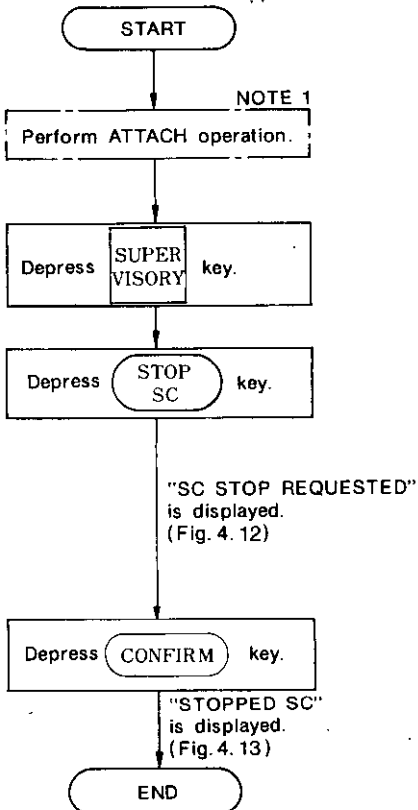 START
NOTE 1
Perform ATTACH operation.
Depress SUPER VISORY key.
Depress STOP SC key.
"SC STOP REQUESTED"
is displayed.
(Fig. 4. 12)
Depress CONFIRM key.
"STOPPED SC"
is displayed.
(Fig. 4. 13)
END